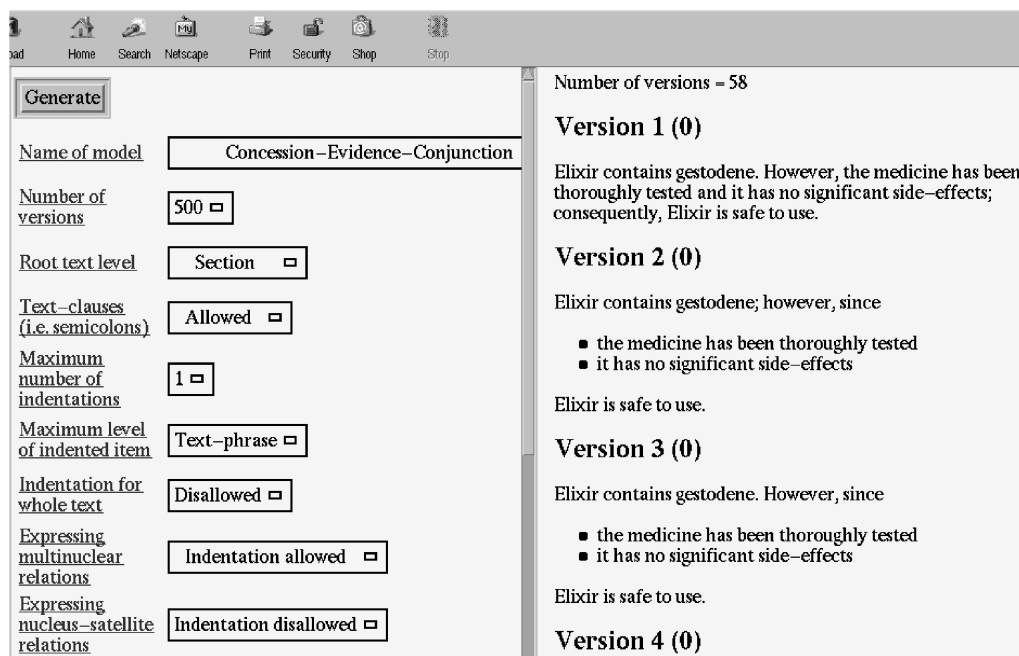 oad Home Search Netscape Print Security Shop Stop
Generate
Name of model Concession–Evidence–Conjunction
Number of
versions 500
Root text level Section
Text–clauses
(i.e. semicolons) Allowed
Maximum
number of
indentations 1
Maximum level
of indented item Text–phrase
Indentation for
whole text Disallowed
Expressing
multinuclear
relations Indentation allowed
Expressing
nucleus–satellite
relations Indentation disallowed
Number of versions = 58
Version 1 (0)
Elixir contains gestodene. However, the medicine has been
thoroughly tested and it has no significant side–effects;
consequently, Elixir is safe to use.
Version 2 (0)
Elixir contains gestodene; however, since
the medicine has been thoroughly tested
it has no significant side–effects
Elixir is safe to use.
Version 3 (0)
Elixir contains gestodene. However, since
the medicine has been thoroughly tested
it has no significant side–effects
Elixir is safe to use.
Version 4 (0)